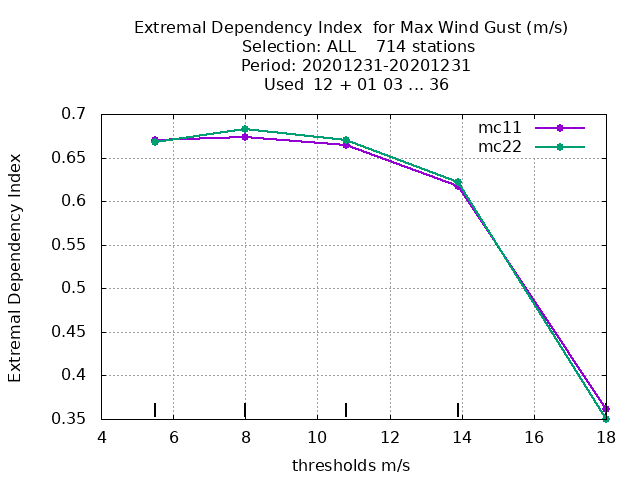 Extremal Dependency Index  for Max Wind Gust (m/s)
Selection: ALL    714 stations
Period: 20201231-20201231
Used  12 + 01 03 ... 36
mc11
mc22
0.7
0.65
0.6
0.55
0.5
0.45
0.4
0.35
Extremal Dependency Index
4 6 8 10 12 14 16 18
thresholds m/s